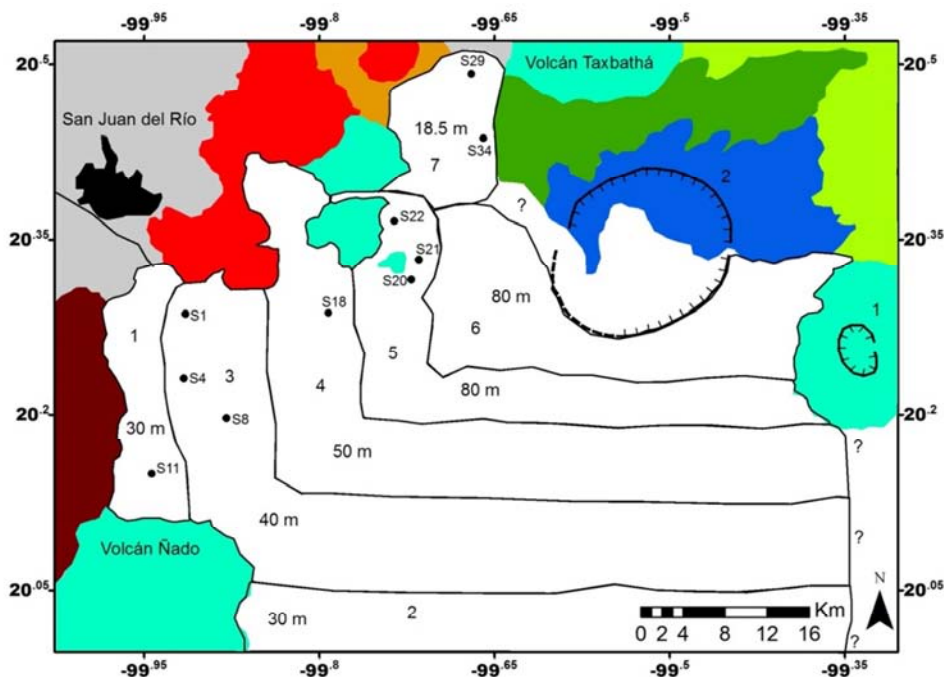 -99.95 -99.8 -99.65 -99.5 -99.35
20.5 20.5
S29
Volcán Taxbathá
San Juan del Río
18.5 m
S34
7
2
?
S22
20.35 20.35
S21
S20
80 m
S18
S1
1
1
6
5
3
S4
4
80 m
20.2 20.2
S8
30 m
?
50 m
S11
40 m
?
Volcán Ñado
N
20.05 20.05
2
30 m
Km
0 2 4 8 12 16
?
-99.95 -99.8 -99.65 -99.5 -99.35